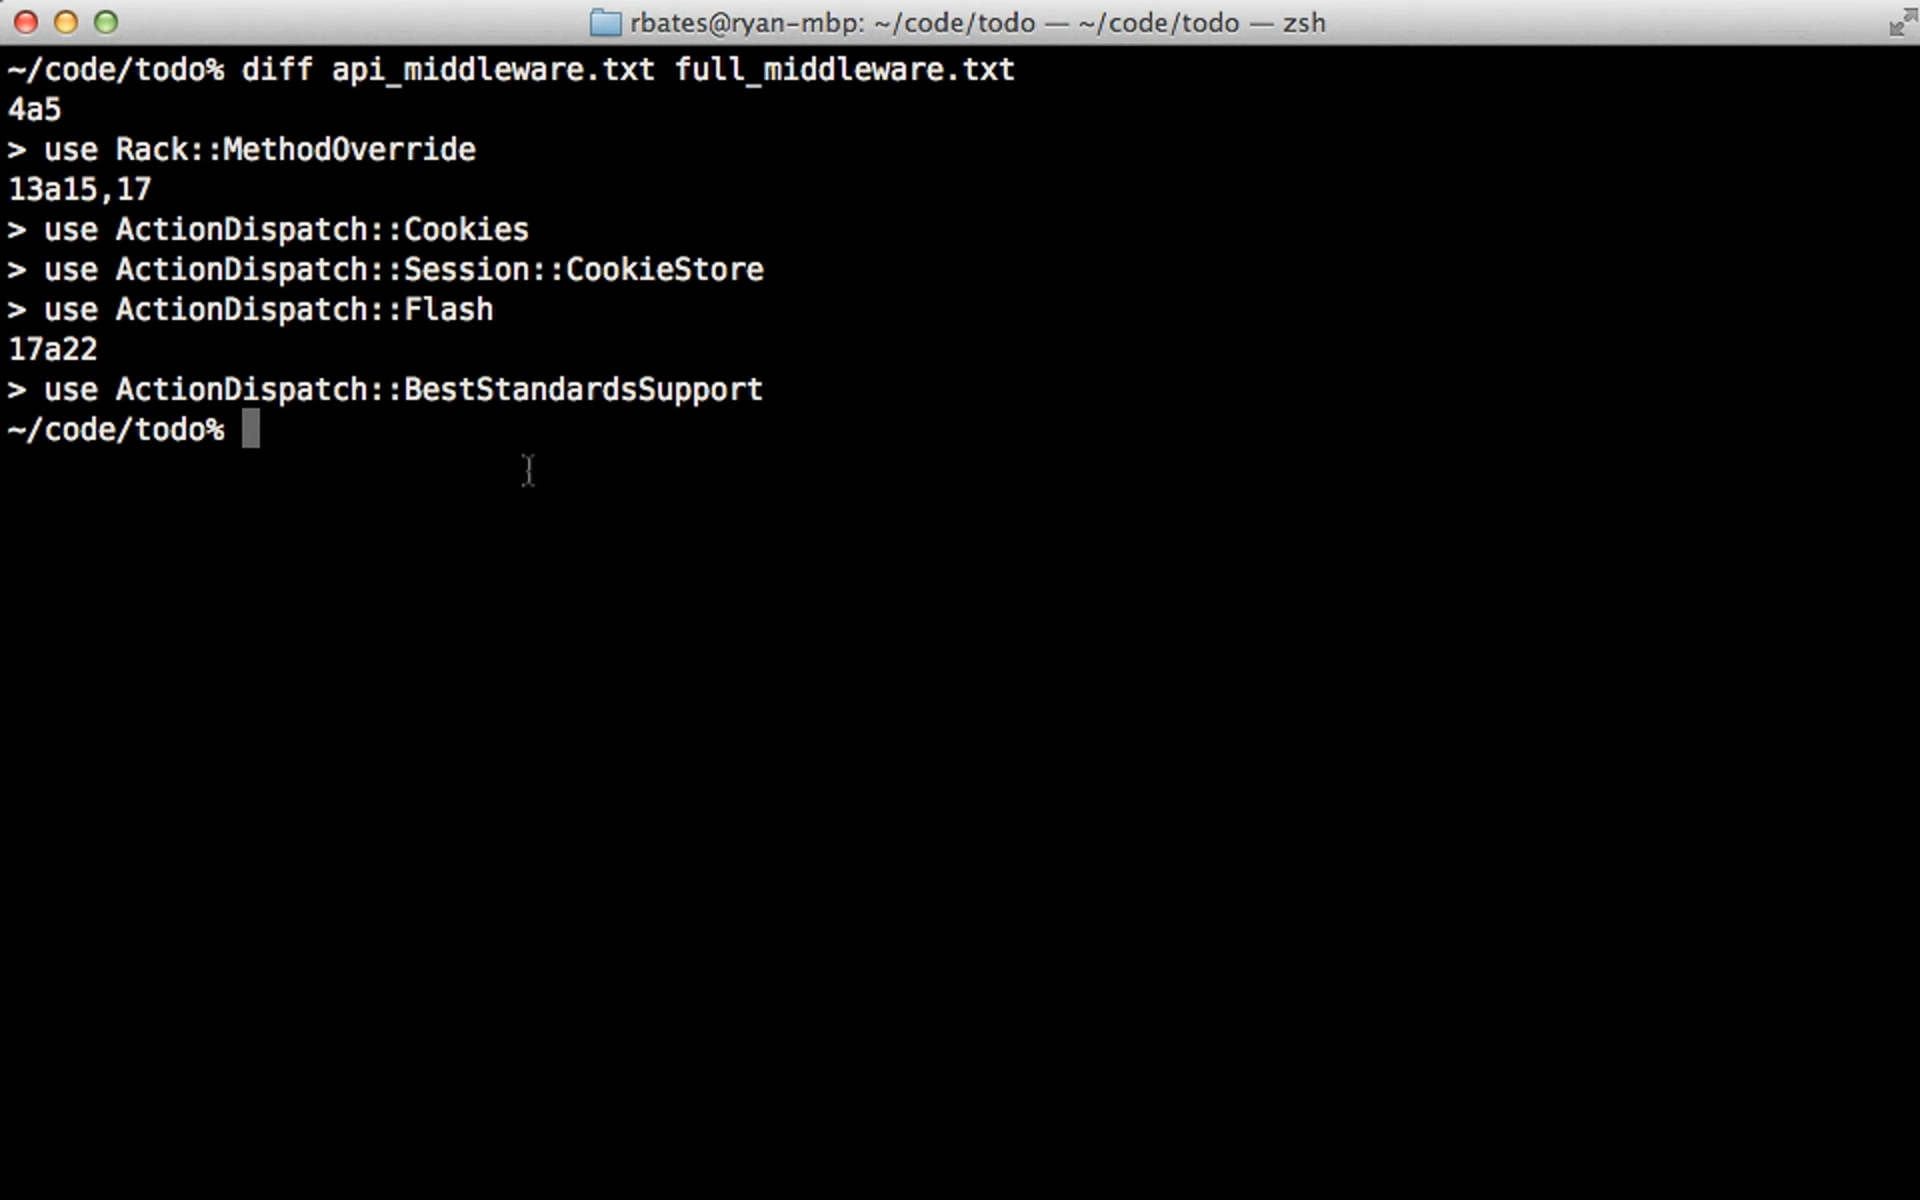 rbates@ryan-mbp: ~/code/todo — ~/code/todo — zsh
~/code/todo% diff api_middleware.txt full_middleware.txt
4a5
> use Rack::MethodOverride
13a15,17
> use ActionDispatch::Cookies
> use ActionDispatch::Session::CookieStore
> use ActionDispatch::Flash
17a22
> use ActionDispatch::BestStandardsSupport
~/code/todo%